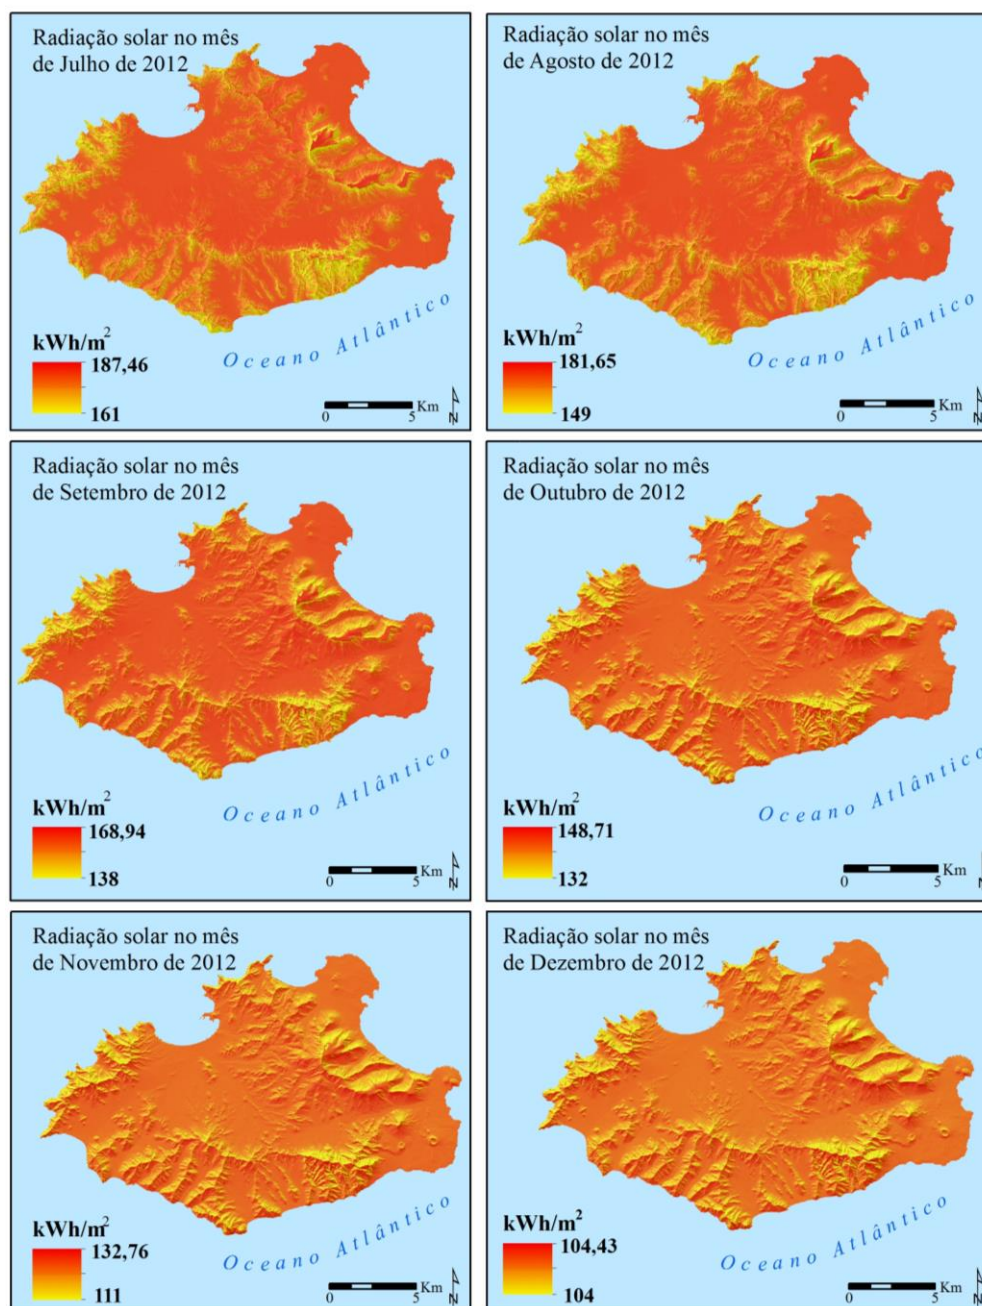 Radiação solar no mês
de Julho de 2012
Oceano Atlântico
kWh/m²
187,46
161
Km
0 5
N
Radiação solar no mês
de Agosto de 2012
Oceano Atlântico
kWh/m²
181,65
149
Km
0 5
N
Radiação solar no mês
de Setembro de 2012
Oceano Atlântico
kWh/m²
168,94
138
Km
0 5
N
Radiação solar no mês
de Outubro de 2012
Oceano Atlântico
kWh/m²
148,71
132
Km
0 5
N
Radiação solar no mês
de Novembro de 2012
Oceano Atlântico
kWh/m²
132,76
111
Km
0 5
N
Radiação solar no mês
de Dezembro de 2012
Oceano Atlântico
kWh/m²
104,43
104
Km
0 5
N